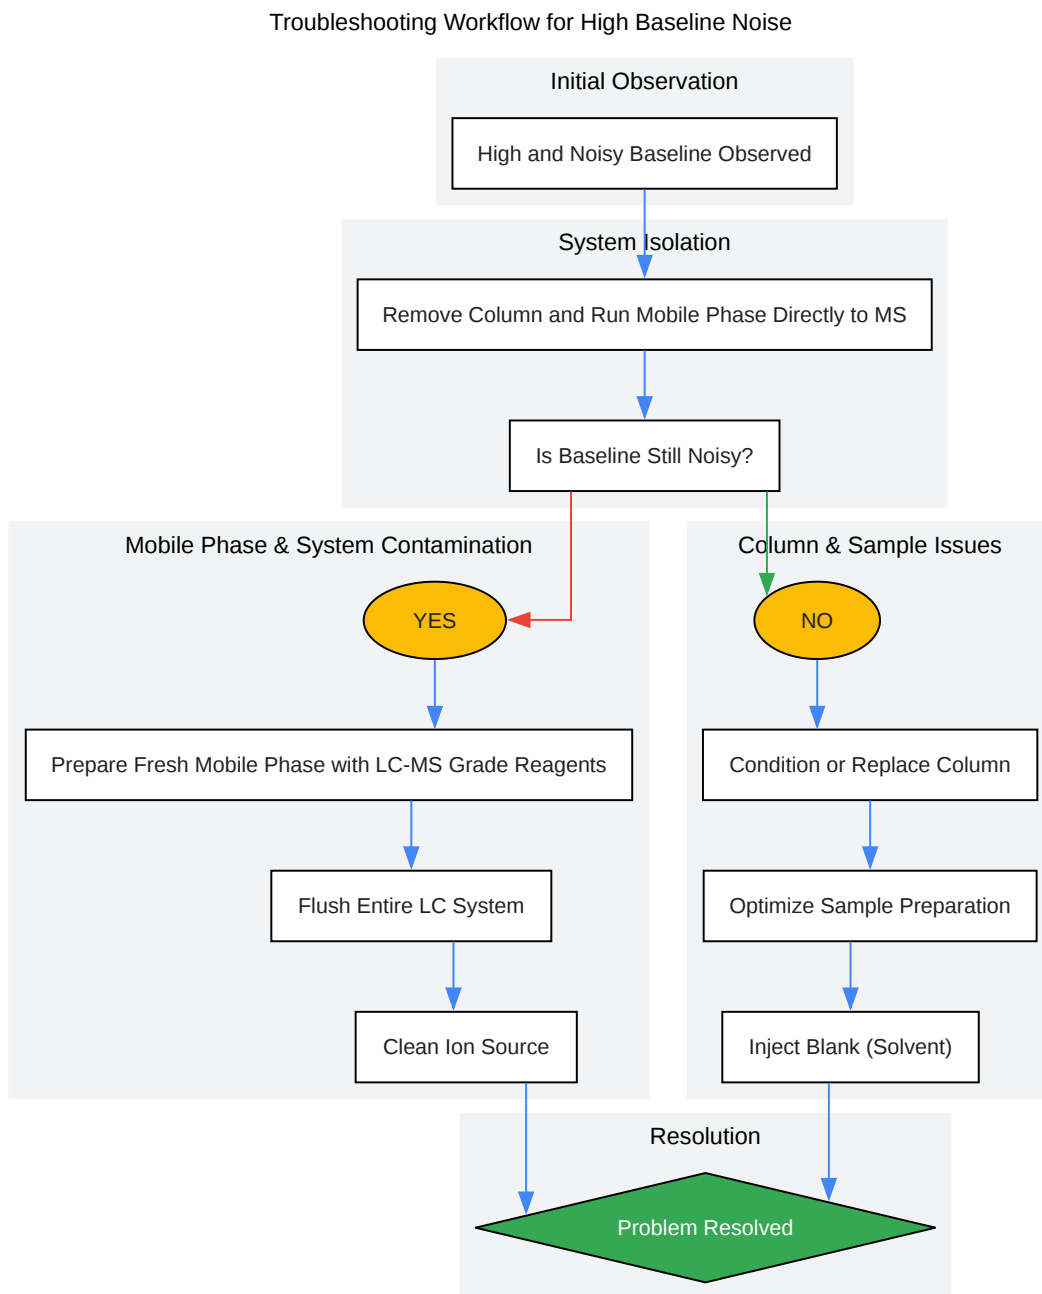 Troubleshooting Workflow for High Baseline Noise
Initial Observation
High and Noisy Baseline Observed
System Isolation
Remove Column and Run Mobile Phase Directly to MS
Is Baseline Still Noisy?
Mobile Phase & System Contamination
YES
Prepare Fresh Mobile Phase with LC-MS Grade Reagents
Flush Entire LC System
Clean Ion Source
Column & Sample Issues
NO
Condition or Replace Column
Optimize Sample Preparation
Inject Blank (Solvent)
Resolution
Problem Resolved